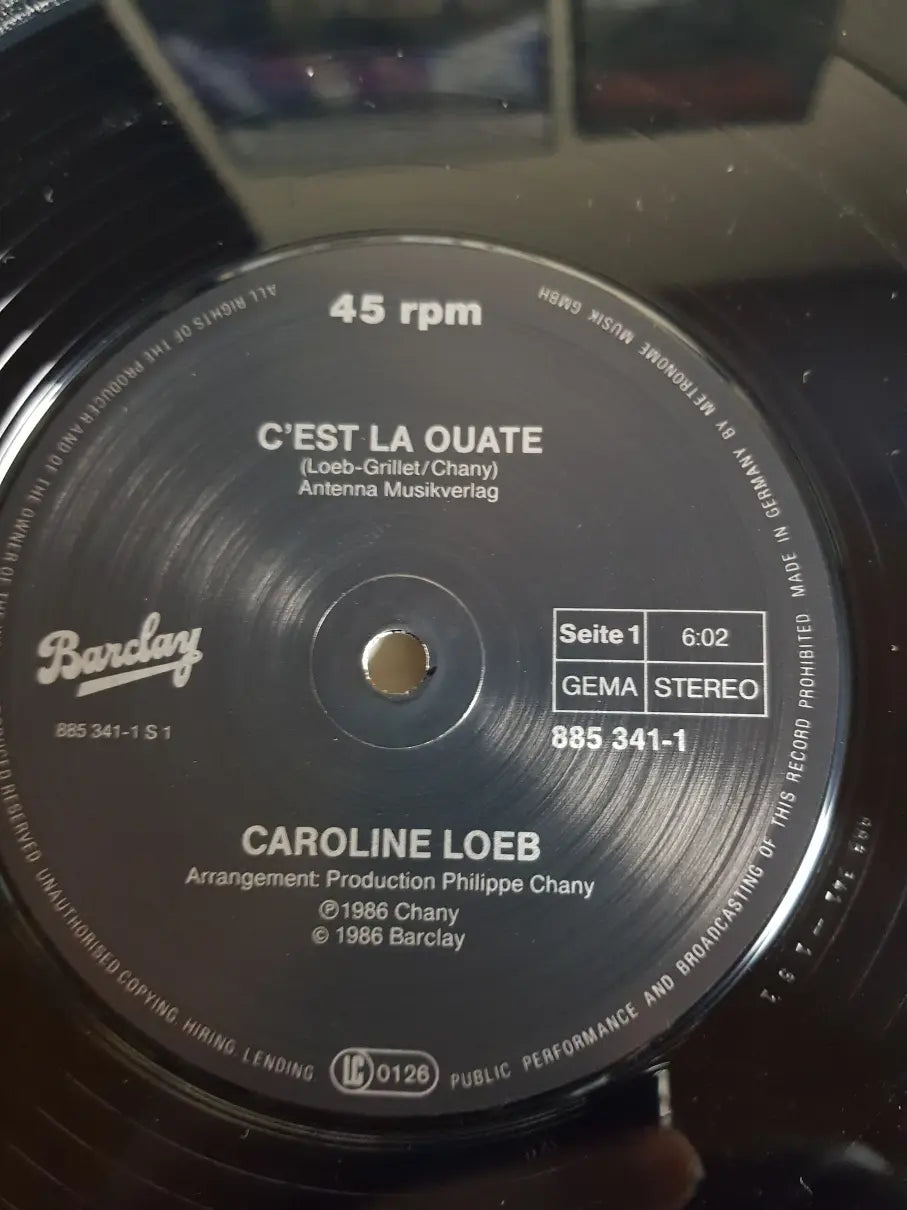 45 rpm
C'EST LA OUATE
(Loeb-Grillet/Chany)
Antenna Musikverlag
Barclay
885 341-1 S 1
Seite 1 6:02
GEMA STEREO
885 341-1
CAROLINE LOEB
Arrangement: Production Philippe Chany
℗ 1986 Chany
© 1986 Barclay
LC 0126
ALL RIGHTS OF THE PRODUCER AND OF THE OWNER OF THE
RESERVED UNAUTHORISED COPYING. HIRING. LENDING PUBLIC PERFORMANCE AND BROADCASTING OF THIS RECORD PROHIBITED MADE IN GERMANY BY METRONOME MUSIK GMBH